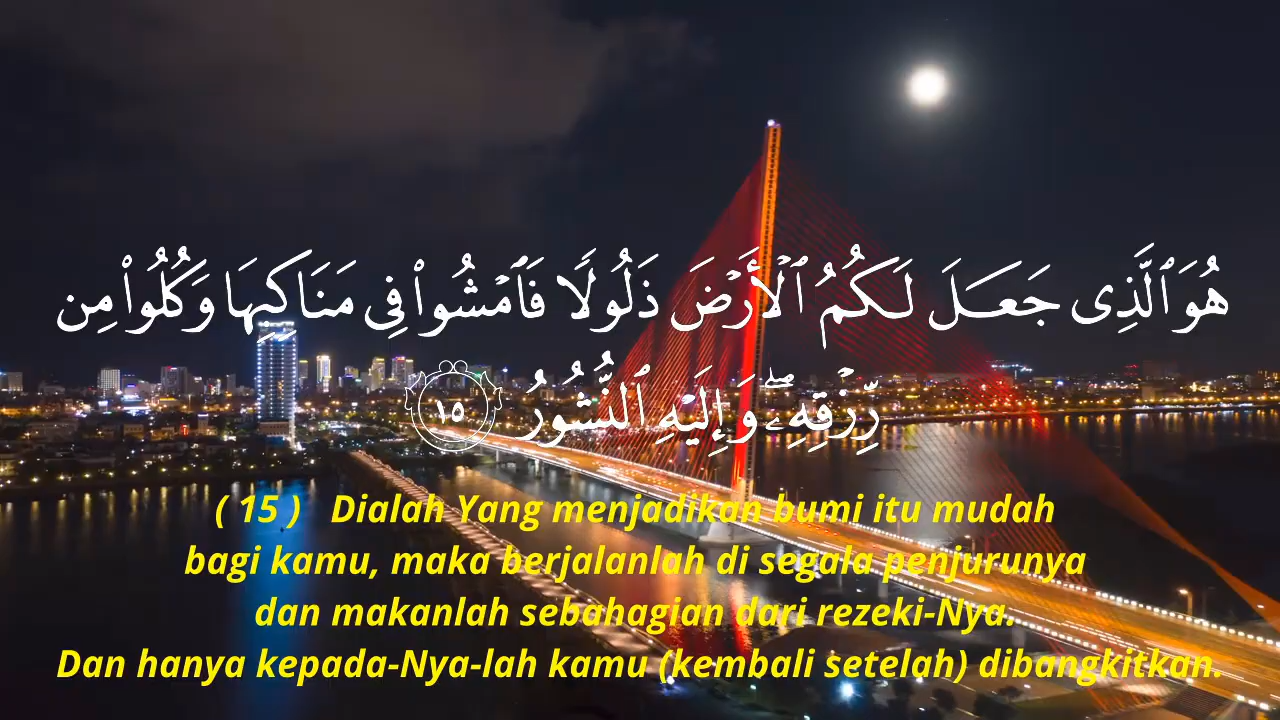 هُوَ ٱلَّذِى جَعَلَ لَكُمُ ٱلْأَرْضَ ذَلُولًا فَٱمْشُوا۟ فِى مَنَاكِبِهَا وَكُلُوا۟ مِن
رِّزْقِهِۦ ۖ وَإِلَيْهِ ٱلنُّشُورُ ١٥
( 15 ) Dialah Yang menjadikan bumi itu mudah
bagi kamu, maka berjalanlah di segala penjurunya
dan makanlah sebahagian dari rezeki-Nya.
Dan hanya kepada-Nya-lah kamu (kembali setelah) dibangkitkan.